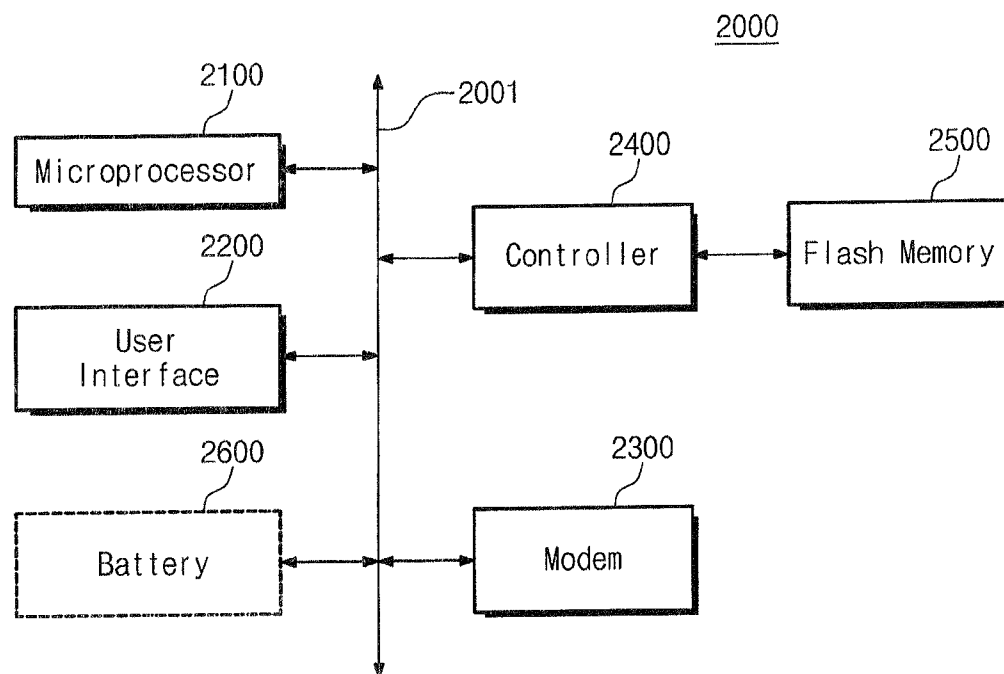 2000
2100
2001
Microprocessor
2400
2500
Controller
Flash Memory
2200
User
Interface
2600
2300
Battery
Modem